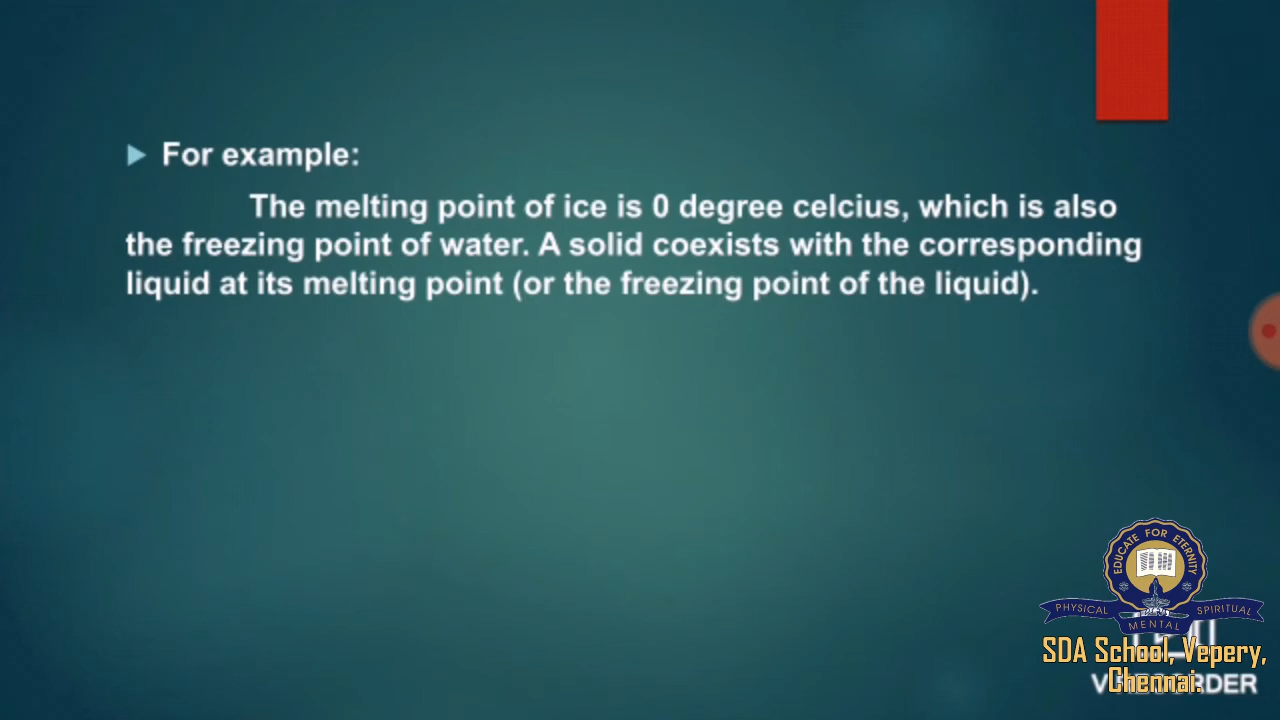 For example:
The melting point of ice is 0 degree celcius, which is also
the freezing point of water. A solid coexists with the corresponding
liquid at its melting point (or the freezing point of the liquid).
EDUCATE FOR ETERNITY
PHYSICAL MENTAL SPIRITUAL
SDA School, Vepery,
Chennai.